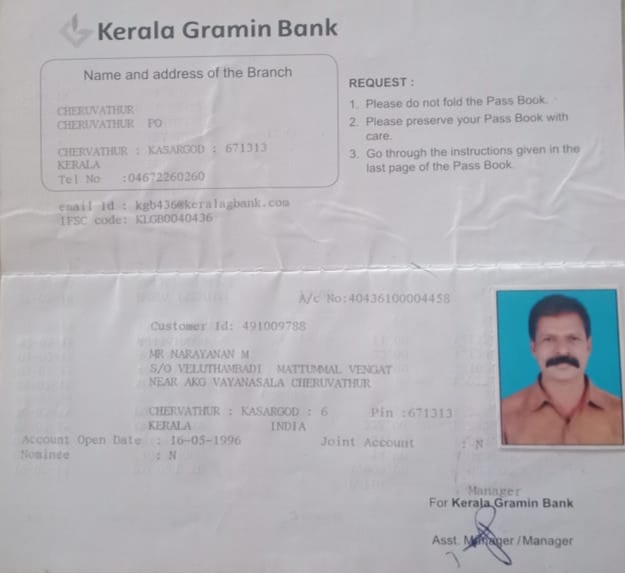 Kerala Gramin Bank
Name and address of the Branch
CHERUVATHUR
CHERUVATHUR PO
CHERVATHUR : KASARGOD : 671313
KERALA
Tel No :04672260260
email id : kgb436@keralagbank.com
IFSC code: KLGB0040436
REQUEST :
1. Please do not fold the Pass Book.
2. Please preserve your Pass Book with
care.
3. Go through the instructions given in the
last page of the Pass Book.
A/c No:40436100004458
Customer Id: 491009788
MR NARAYANAN M
S/O VELUTHAMBADI MATTUMMAL VENGAT
NEAR AKG VAYANASALA CHERUVATHUR
CHERVATHUR : KASARGOD : 6 Pin :671313
KERALA INDIA
Account Open Date : 16-05-1996 Joint Account : N
Nominee : N
Manager
For Kerala Gramin Bank
Asst. Manager / Manager